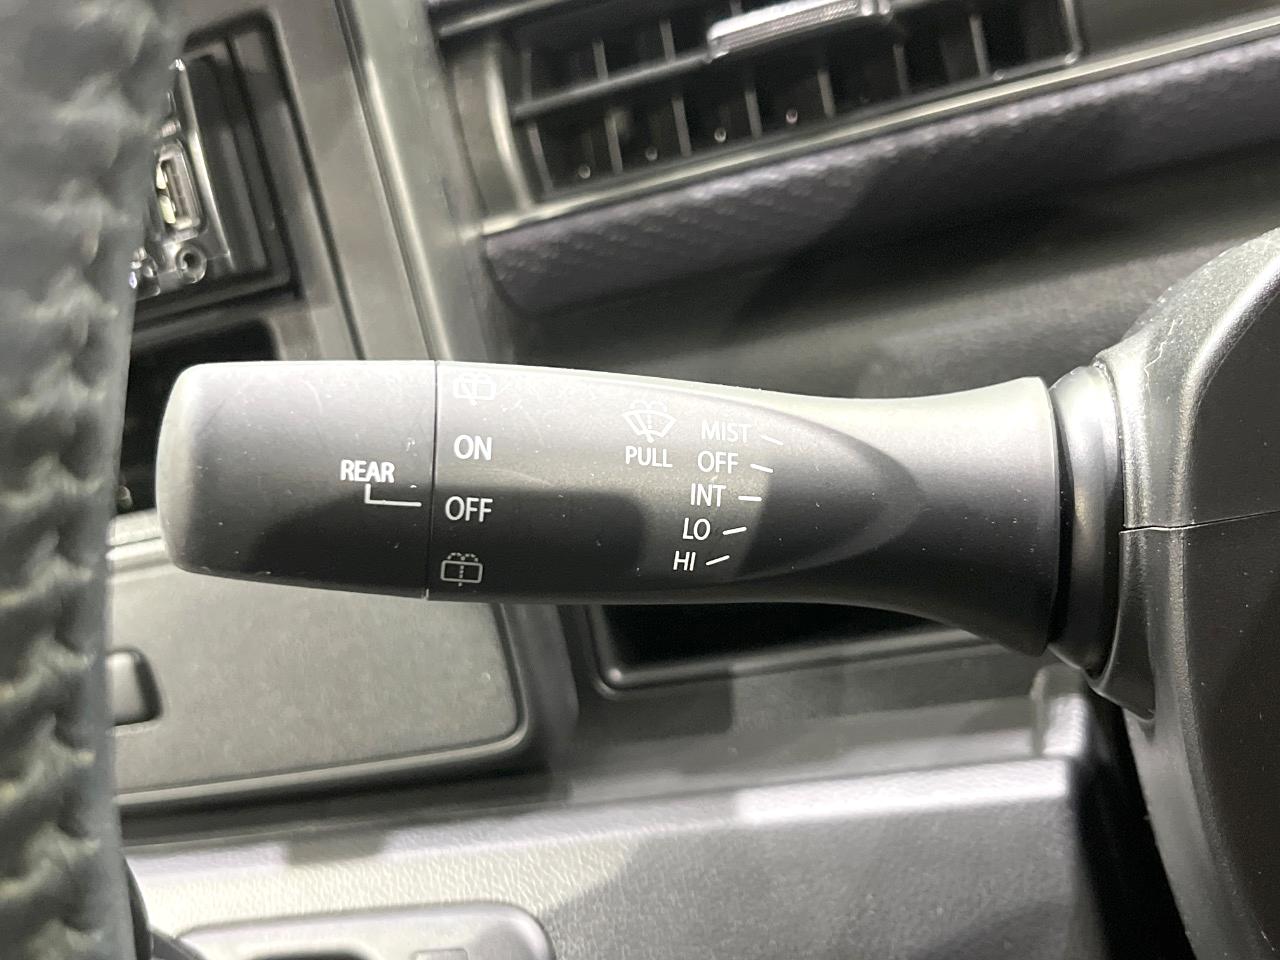 REAR
ON
OFF
PULL
MIST
OFF
INT
LO
HI